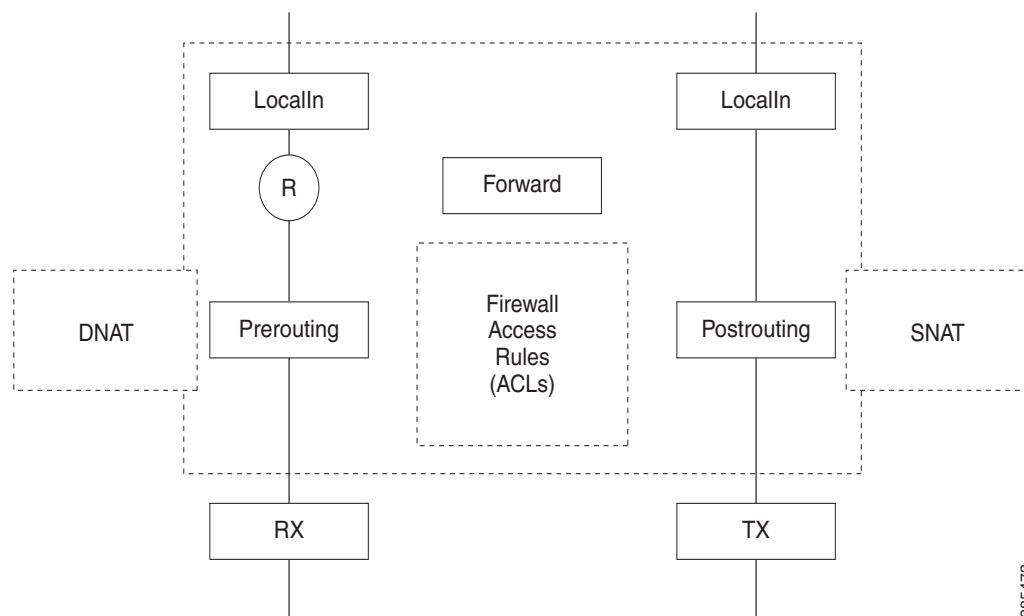 LocalIn
LocalIn
R
Forward
DNAT
Prerouting
Firewall
Access
Rules
(ACLs)
Postrouting
SNAT
RX
TX